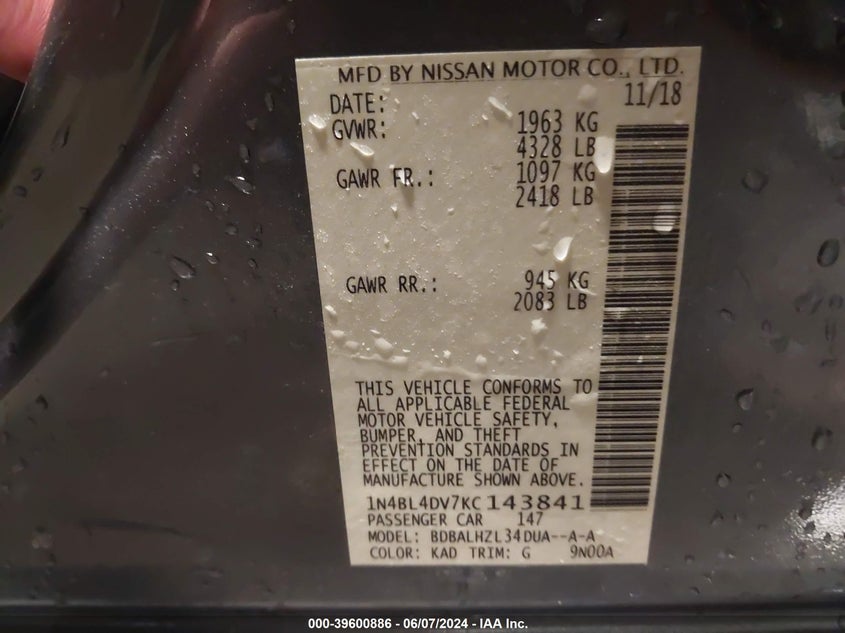 MFD BY NISSAN MOTOR CO., LTD.
DATE: 11/18
GVWR: 1963 KG
4328 LB
GAWR FR.: 1097 KG
2418 LB
GAWR RR.: 945 KG
2083 LB
THIS VEHICLE CONFORMS TO
ALL APPLICABLE FEDERAL
MOTOR VEHICLE SAFETY,
BUMPER, AND THEFT
PREVENTION STANDARDS IN
EFFECT ON THE DATE OF
MANUFACTURE SHOWN ABOVE.
1N4BL4DV7KC143841
PASSENGER CAR 147
MODEL: BDBALHZL34DUA--A-A
COLOR: KAD TRIM: G 9N00A
000-39600886 - 06/07/2024 - IAA Inc.